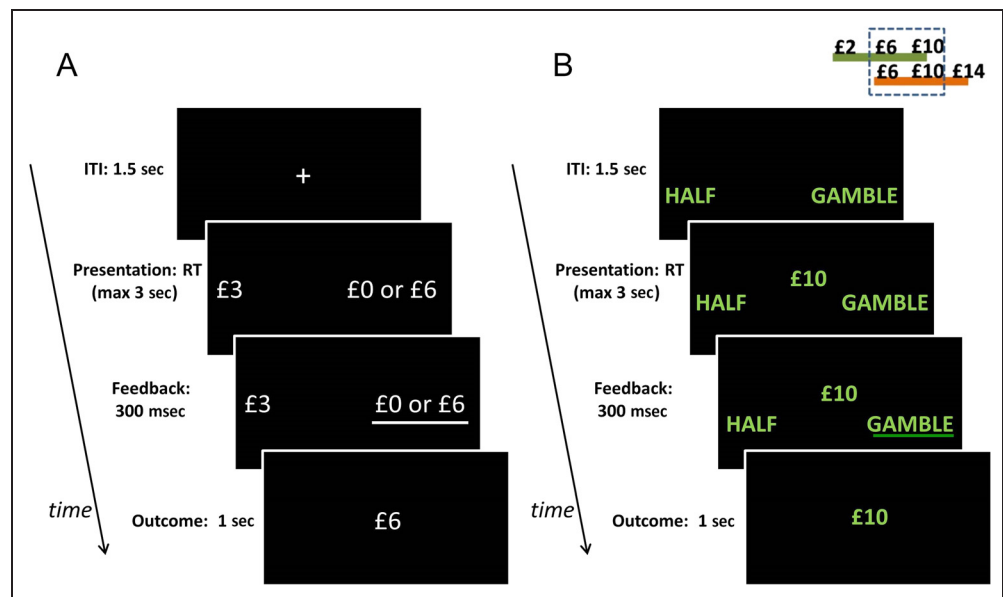 A
ITI: 1.5 sec
+
Presentation: RT
(max 3 sec)
£3 £0 or £6
Feedback:
300 msec
£3 £0 or £6
time
Outcome: 1 sec
£6
B
£2 £6 £10
£6 £10 £14
ITI: 1.5 sec
HALF GAMBLE
Presentation: RT
(max 3 sec)
£10
HALF GAMBLE
Feedback:
300 msec
£10
HALF GAMBLE
time
Outcome: 1 sec
£10